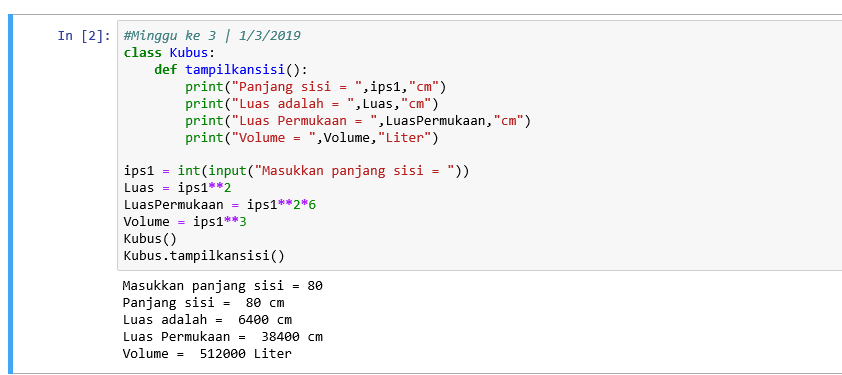 In [2]: #Minggu ke 3 | 1/3/2019
class Kubus:
    def tampilkansisi():
        print("Panjang sisi = ",ips1,"cm")
        print("Luas adalah = ",Luas,"cm")
        print("Luas Permukaan = ",LuasPermukaan,"cm")
        print("Volume = ",Volume,"Liter")

ips1 = int(input("Masukkan panjang sisi = "))
Luas = ips1**2
LuasPermukaan = ips1**2*6
Volume = ips1**3
Kubus()
Kubus.tampilkansisi()

Masukkan panjang sisi = 80
Panjang sisi =  80 cm
Luas adalah =  6400 cm
Luas Permukaan =  38400 cm
Volume =  512000 Liter